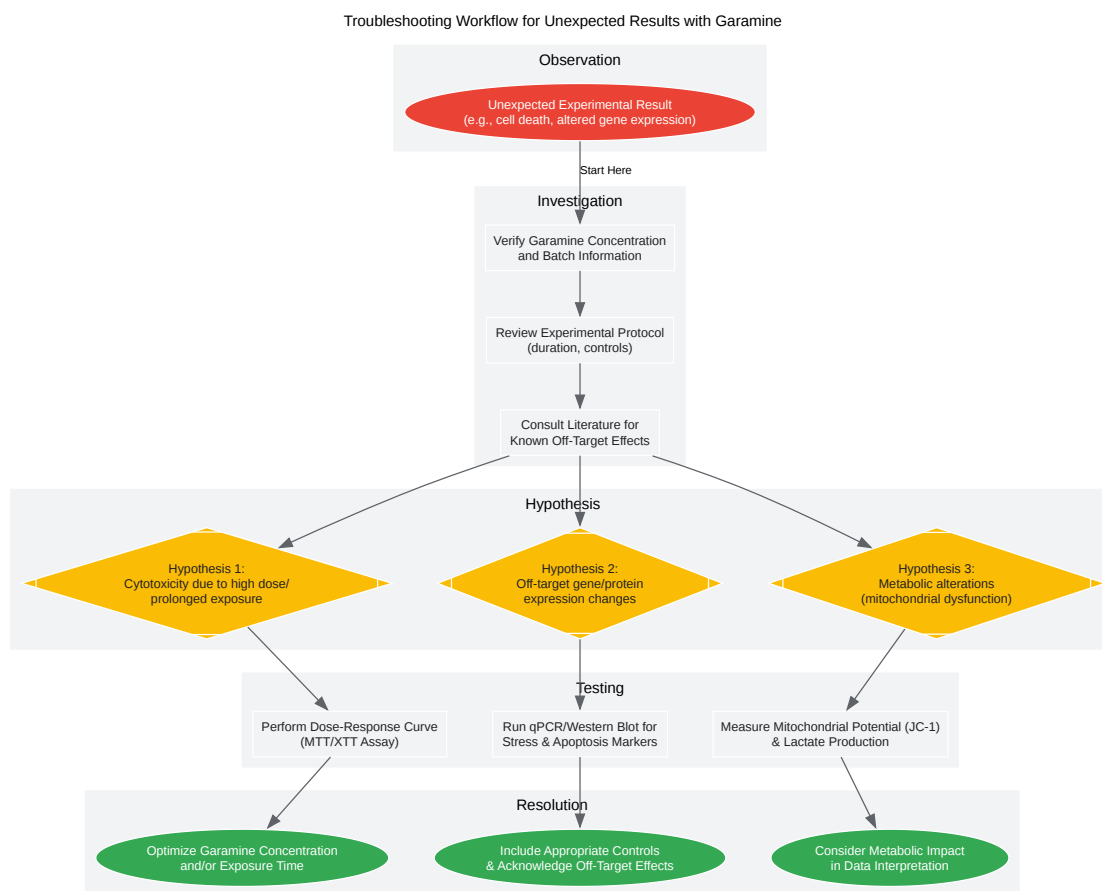 Troubleshooting Workflow for Unexpected Results with Garamine
Observation
Unexpected Experimental Result
(e.g., cell death, altered gene expression)
Start Here
Investigation
Verify Garamine Concentration
and Batch Information
Review Experimental Protocol
(duration, controls)
Consult Literature for
Known Off-Target Effects
Hypothesis
Hypothesis 1:
Cytotoxicity due to high dose/
prolonged exposure
Hypothesis 2:
Off-target gene/protein
expression changes
Hypothesis 3:
Metabolic alterations
(mitochondrial dysfunction)
Testing
Perform Dose-Response Curve
(MTT/XTT Assay)
Run qPCR/Western Blot for
Stress & Apoptosis Markers
Measure Mitochondrial Potential (JC-1)
& Lactate Production
Resolution
Optimize Garamine Concentration
and/or Exposure Time
Include Appropriate Controls
& Acknowledge Off-Target Effects
Consider Metabolic Impact
in Data Interpretation